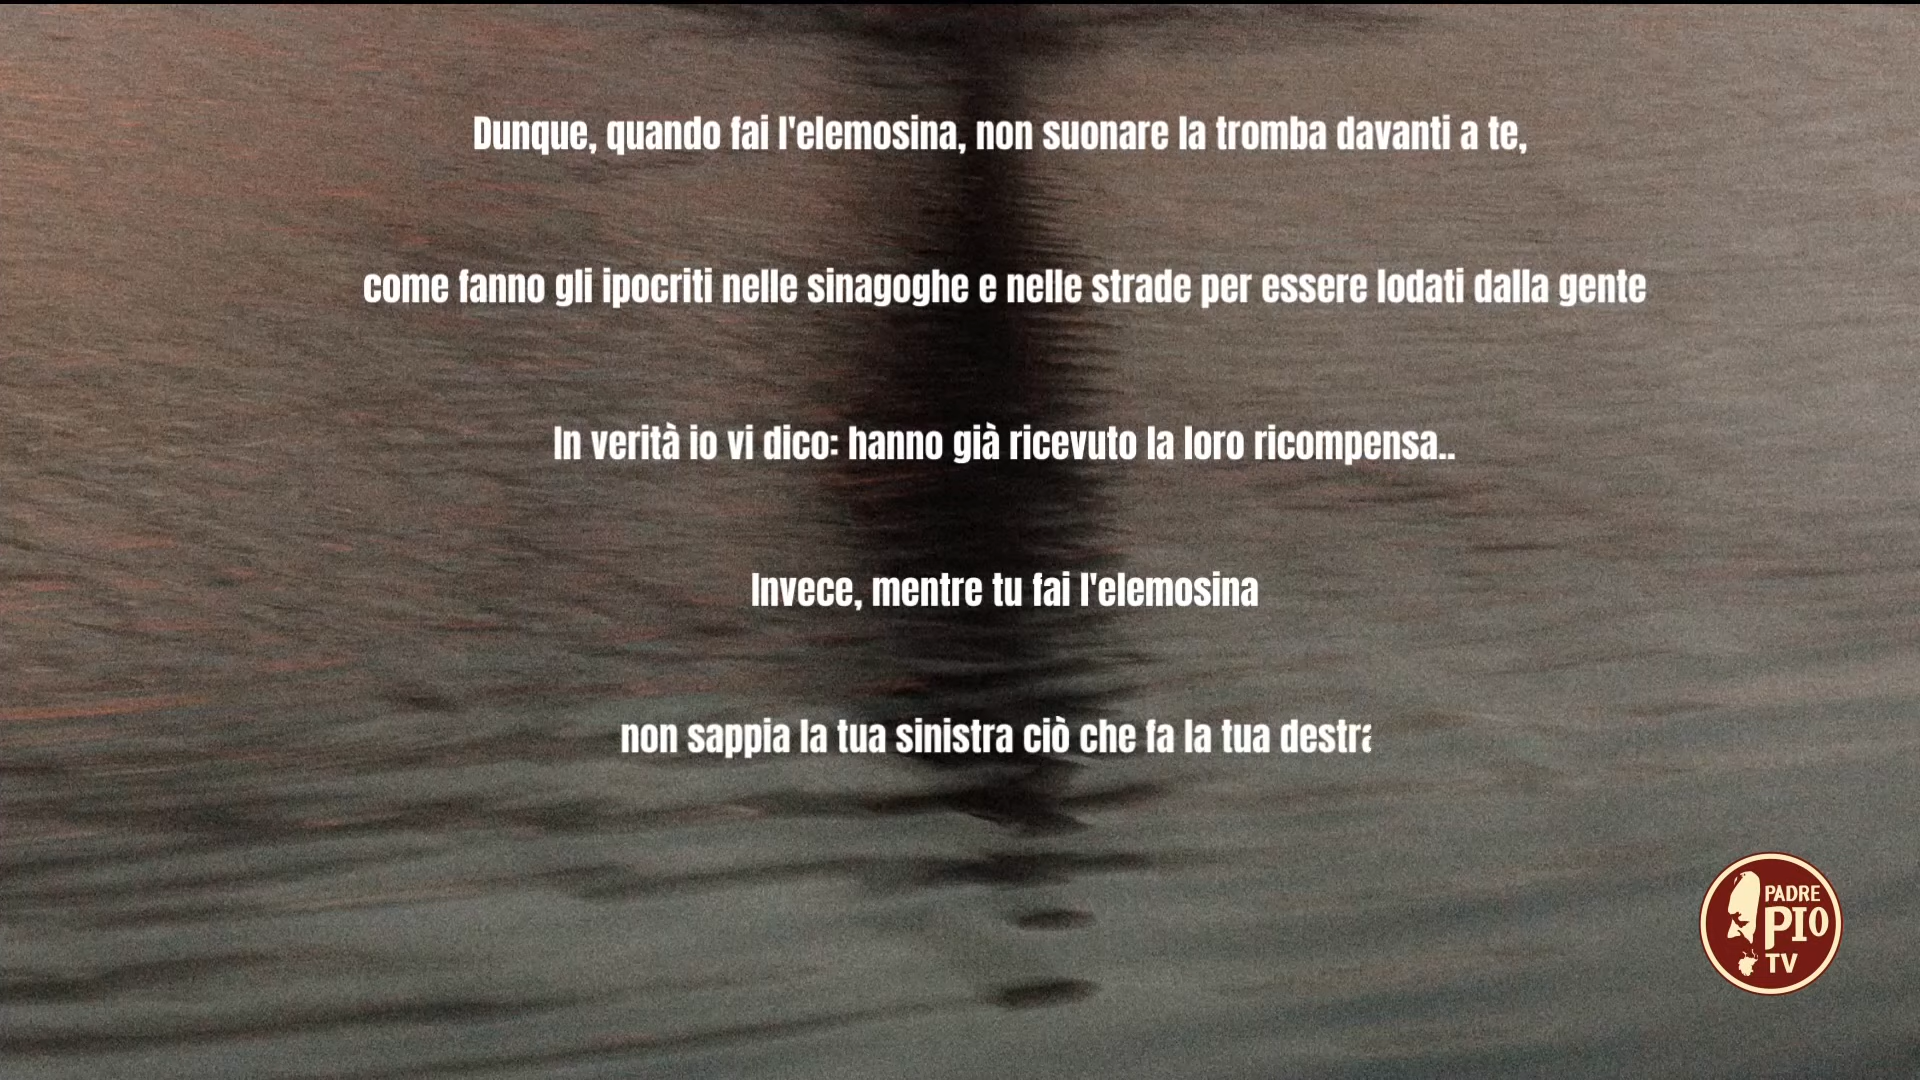 Dunque, quando fai l'elemosina, non suonare la tromba davanti a te,
come fanno gli ipocriti nelle sinagoghe e nelle strade per essere lodati dalla gente
In verità io vi dico: hanno già ricevuto la loro ricompensa..
Invece, mentre tu fai l'elemosina
non sappia la tua sinistra ciò che fa la tua destra
PADRE
PIO
TV